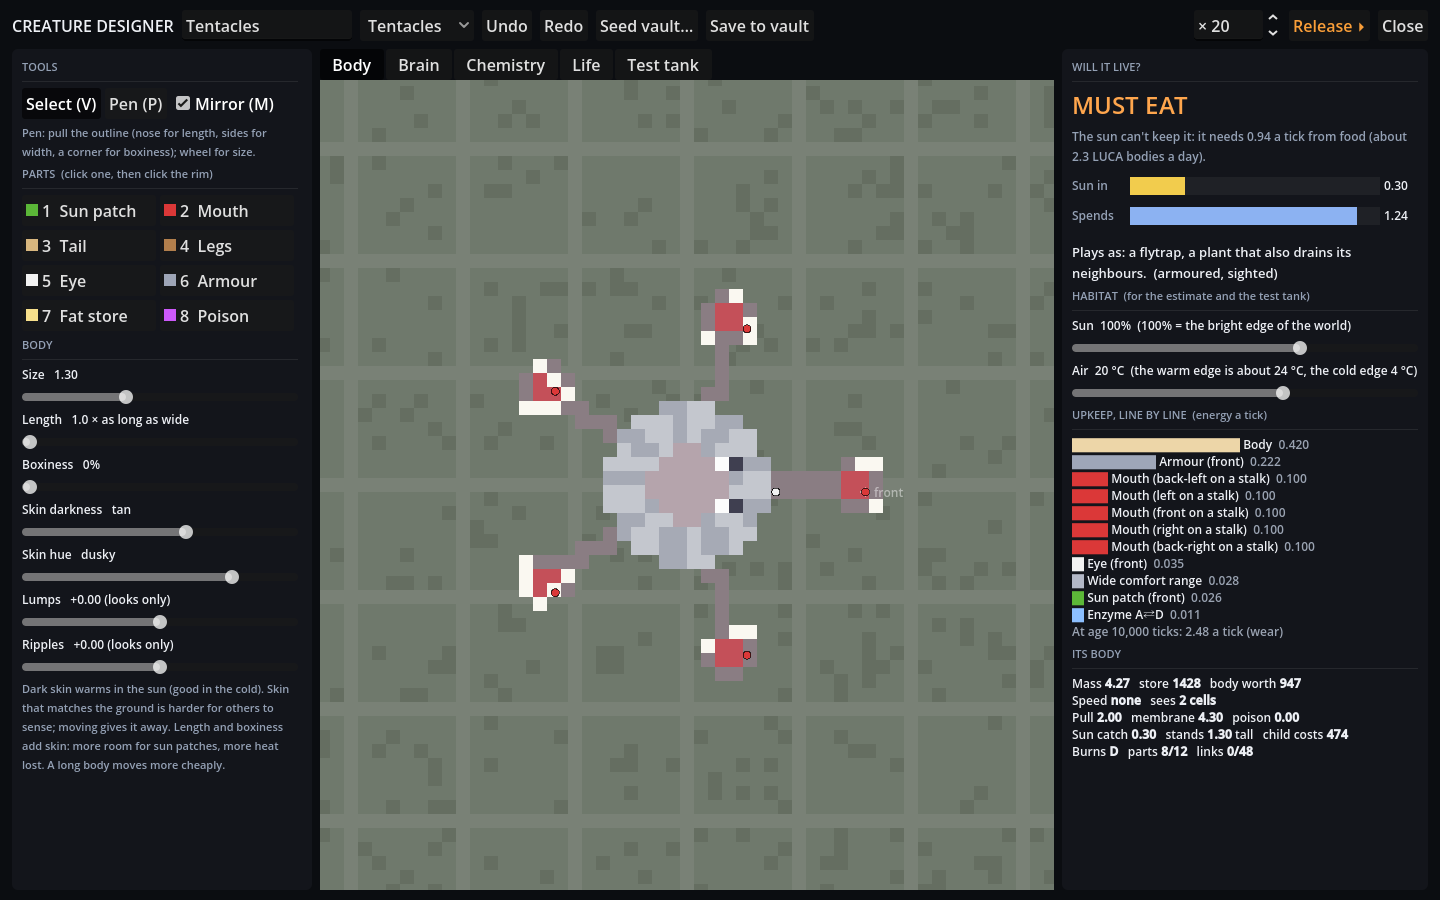 CREATURE DESIGNER Tentacles Tentacles Undo Redo Seed vault... Save to vault × 20 Release Close
TOOLS
Select (V) Pen (P) Mirror (M)
Pen: pull the outline (nose for length, sides for
width, a corner for boxiness); wheel for size.
PARTS (click one, then click the rim)
1 Sun patch 2 Mouth
3 Tail 4 Legs
5 Eye 6 Armour
7 Fat store 8 Poison
BODY
Size 1.30
Length 1.0 × as long as wide
Boxiness 0%
Skin darkness tan
Skin hue dusky
Lumps +0.00 (looks only)
Ripples +0.00 (looks only)
Dark skin warms in the sun (good in the cold). Skin
that matches the ground is harder for others to
sense; moving gives it away. Length and boxiness
add skin: more room for sun patches, more heat
lost. A long body moves more cheaply.
Body Brain Chemistry Life Test tank
front
WILL IT LIVE?
MUST EAT
The sun can't keep it: it needs 0.94 a tick from food (about
2.3 LUCA bodies a day).
Sun in 0.30
Spends 1.24
Plays as: a flytrap, a plant that also drains its
neighbours. (armoured, sighted)
HABITAT (for the estimate and the test tank)
Sun 100% (100% = the bright edge of the world)
Air 20 °C (the warm edge is about 24 °C, the cold edge 4 °C)
UPKEEP, LINE BY LINE (energy a tick)
Body 0.420
Armour (front) 0.222
Mouth (back-left on a stalk) 0.100
Mouth (left on a stalk) 0.100
Mouth (front on a stalk) 0.100
Mouth (right on a stalk) 0.100
Mouth (back-right on a stalk) 0.100
Eye (front) 0.035
Wide comfort range 0.028
Sun patch (front) 0.026
Enzyme A⇄D 0.011
At age 10,000 ticks: 2.48 a tick (wear)
ITS BODY
Mass 4.27 store 1428 body worth 947
Speed none sees 2 cells
Pull 2.00 membrane 4.30 poison 0.00
Sun catch 0.30 stands 1.30 tall child costs 474
Burns D parts 8/12 links 0/48